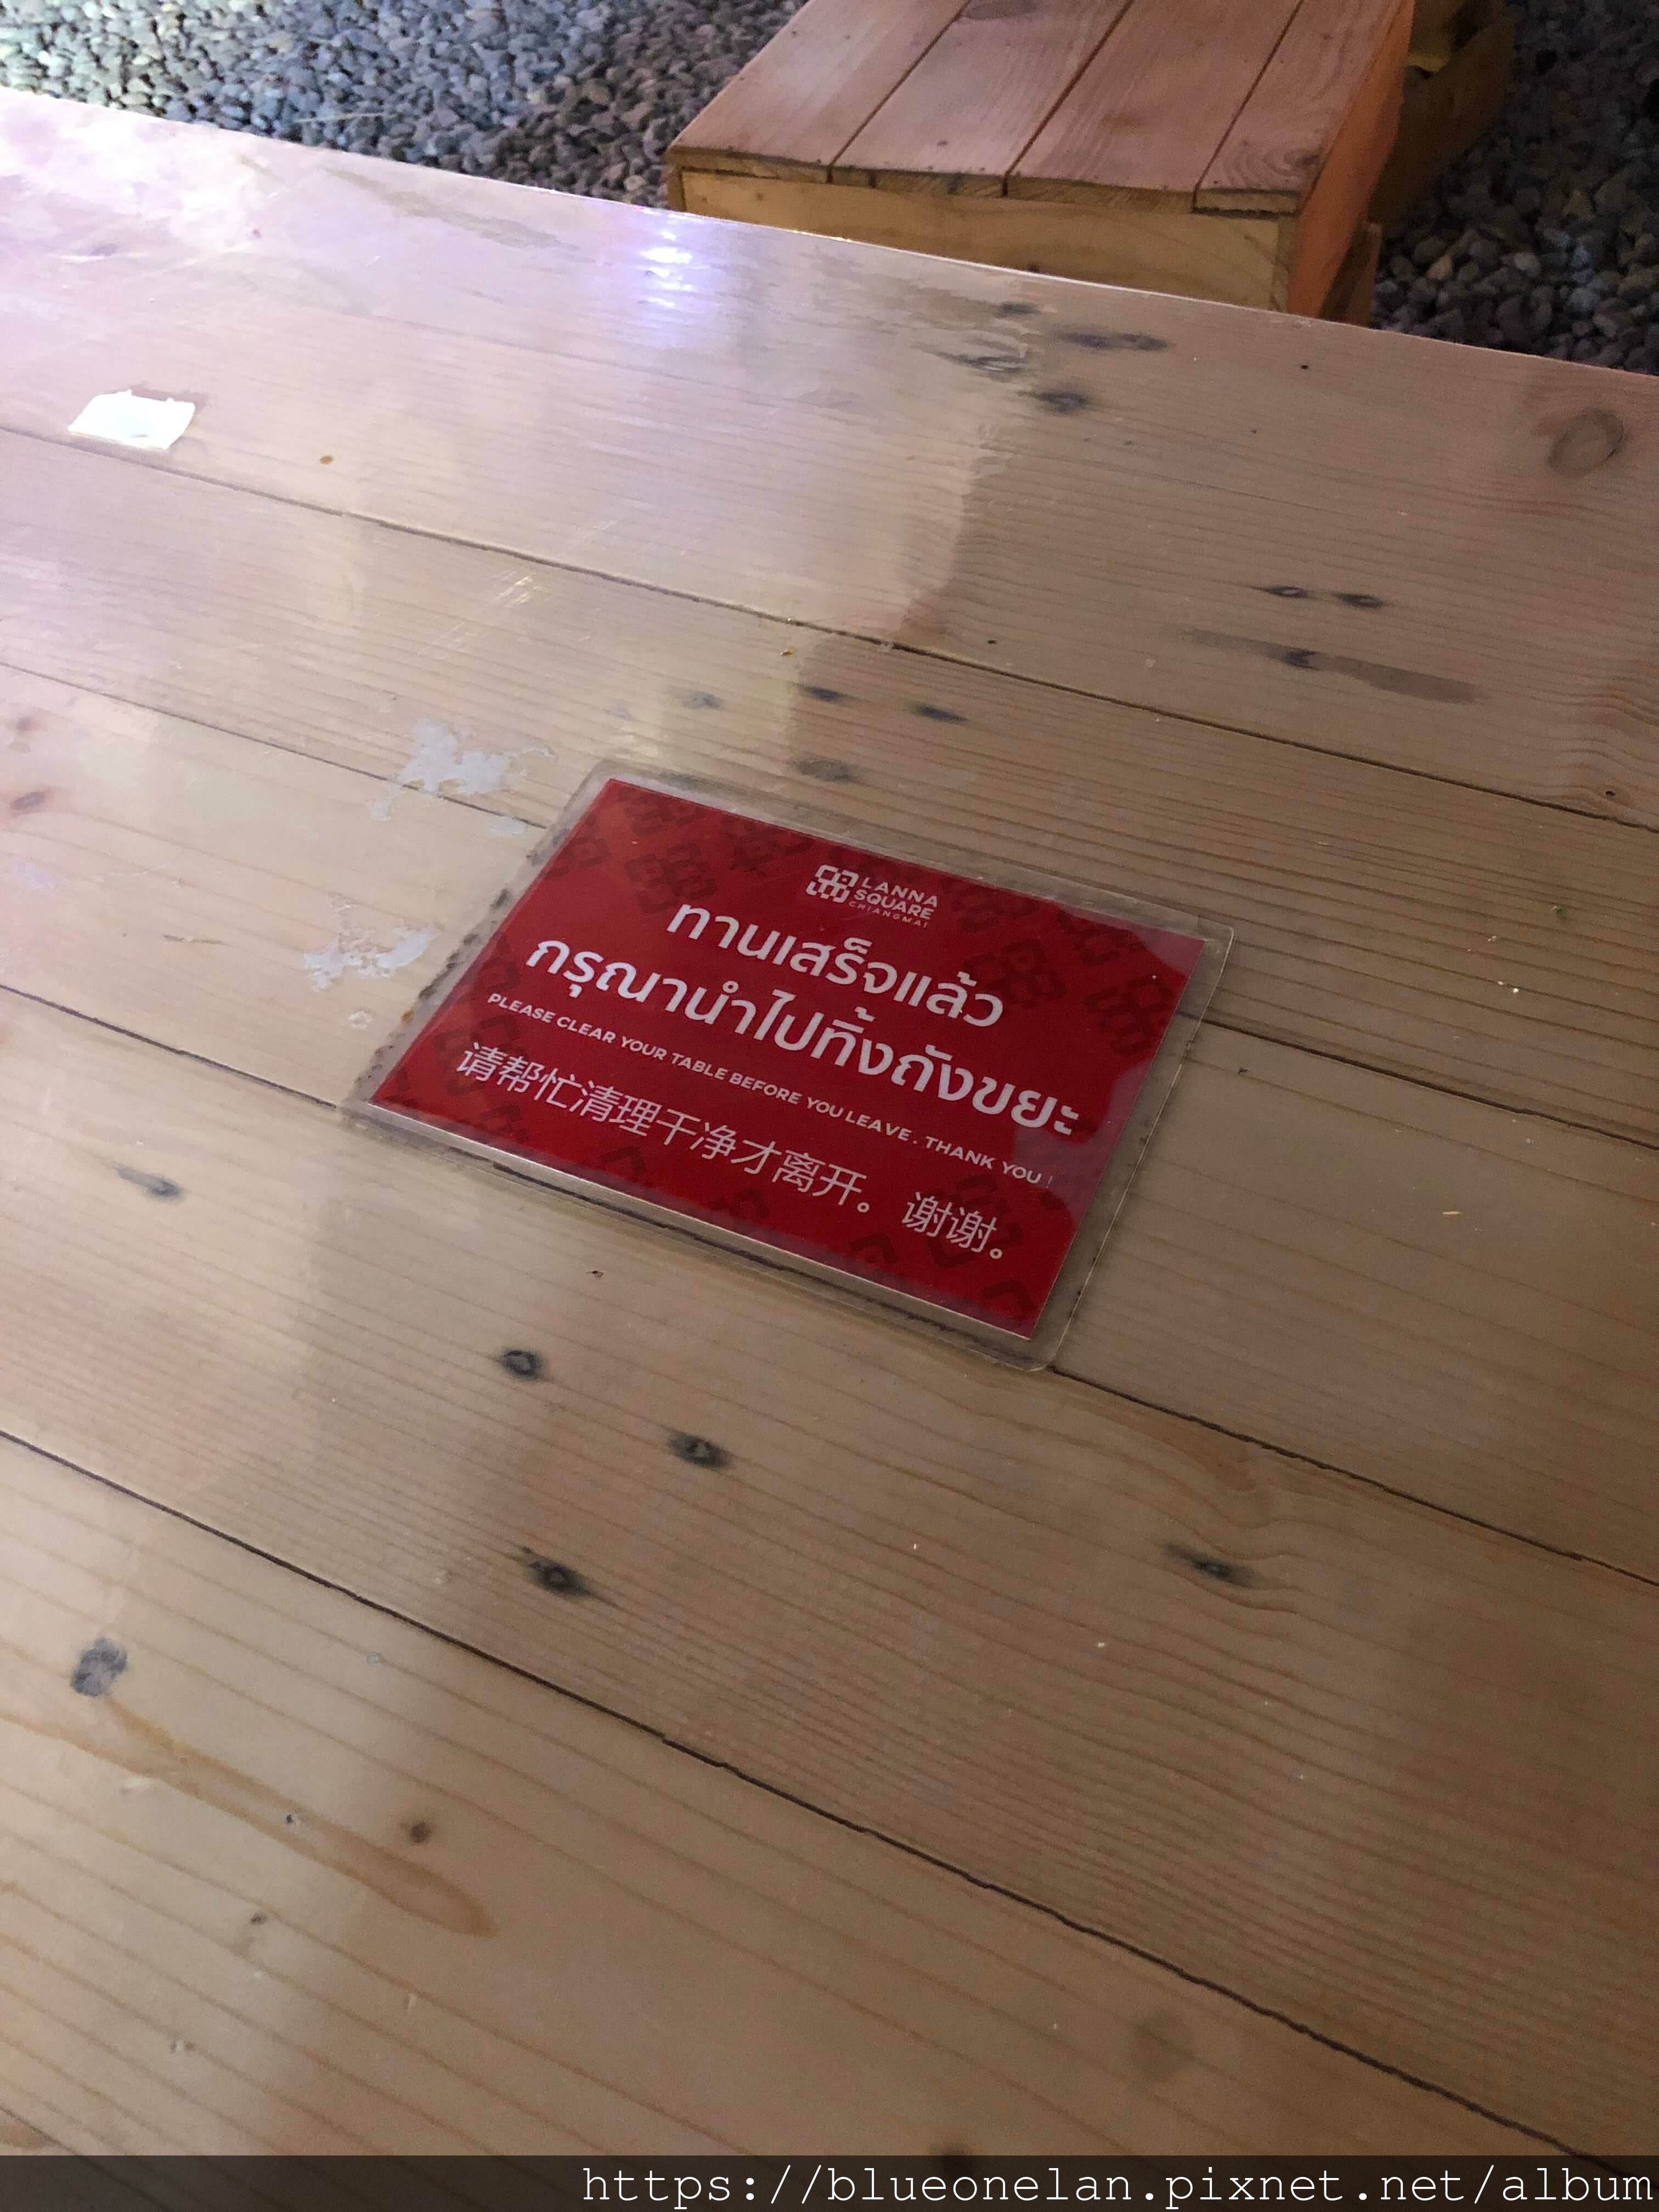 LANNA
SQUARE
CHIANGMAI
ทานเสร็จแล้ว
กรุณานำไปทิ้งถังขยะ
PLEASE CLEAR YOUR TABLE BEFORE YOU LEAVE. THANK YOU !
请帮忙清理干净才离开。 谢谢。
https://blueonelan.pixnet.net/album